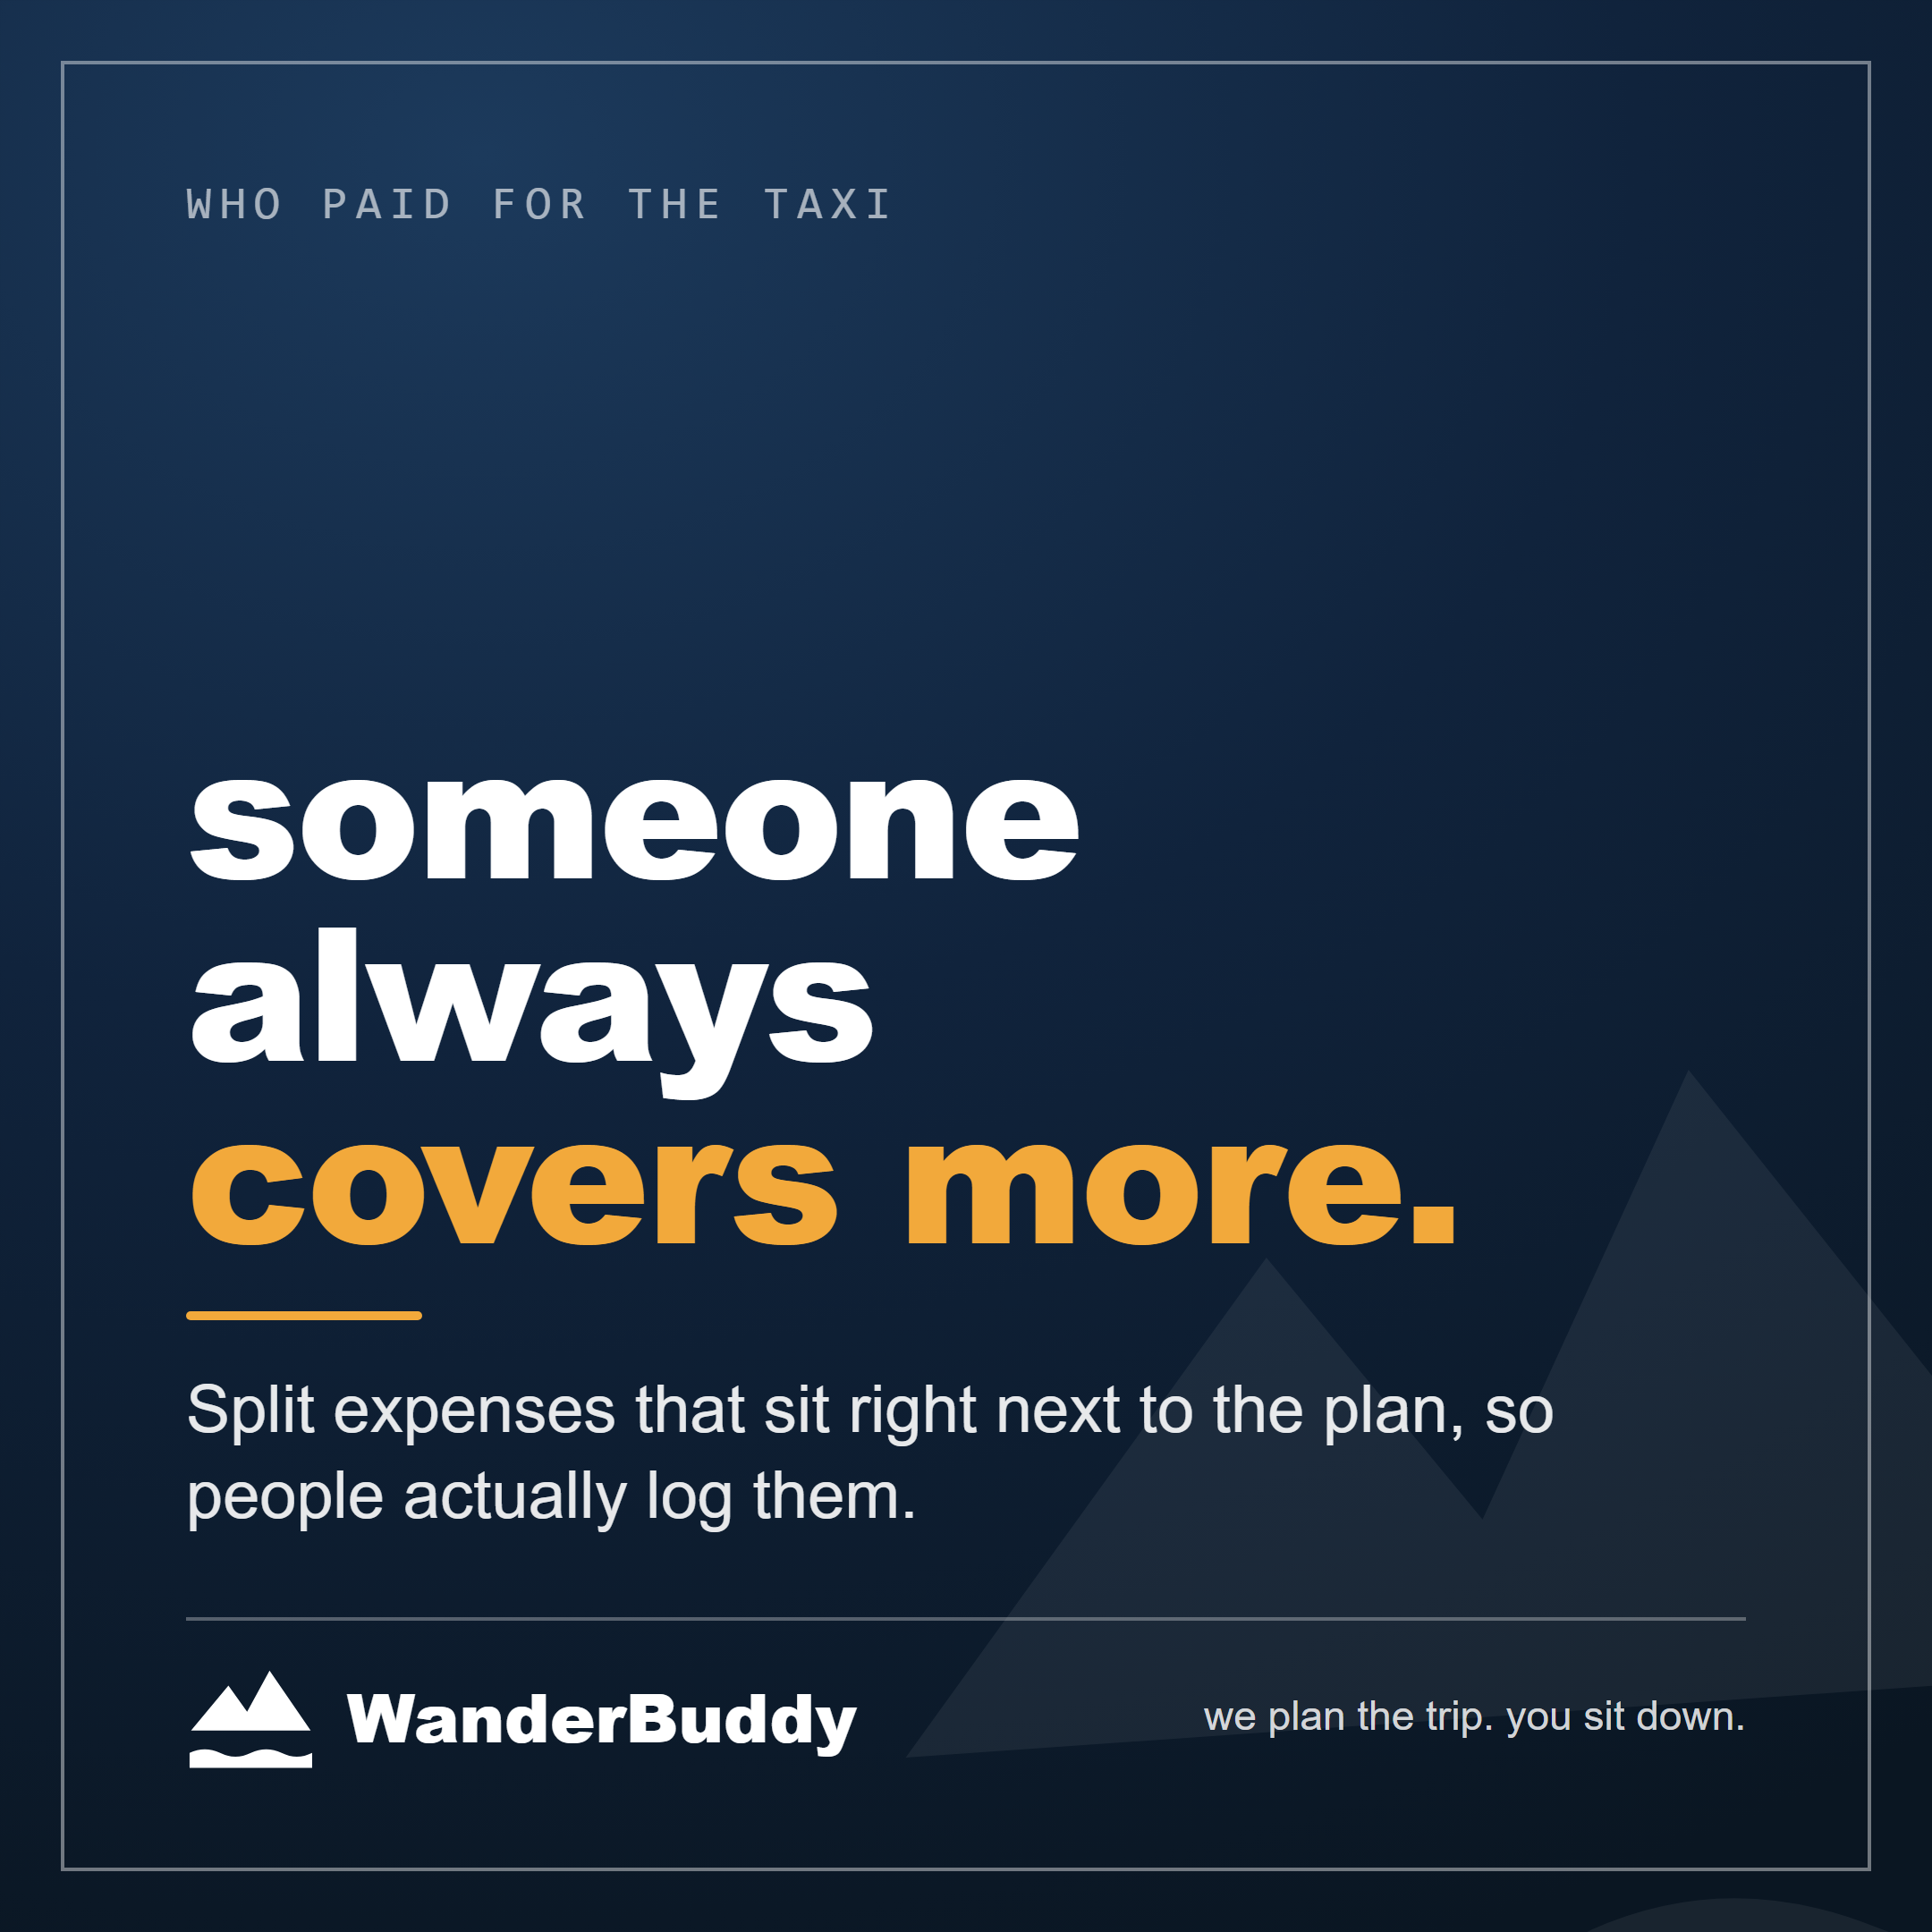 WHO PAID FOR THE TAXI
someone
always
covers more.
Split expenses that sit right next to the plan, so
people actually log them.
WanderBuddy
we plan the trip. you sit down.